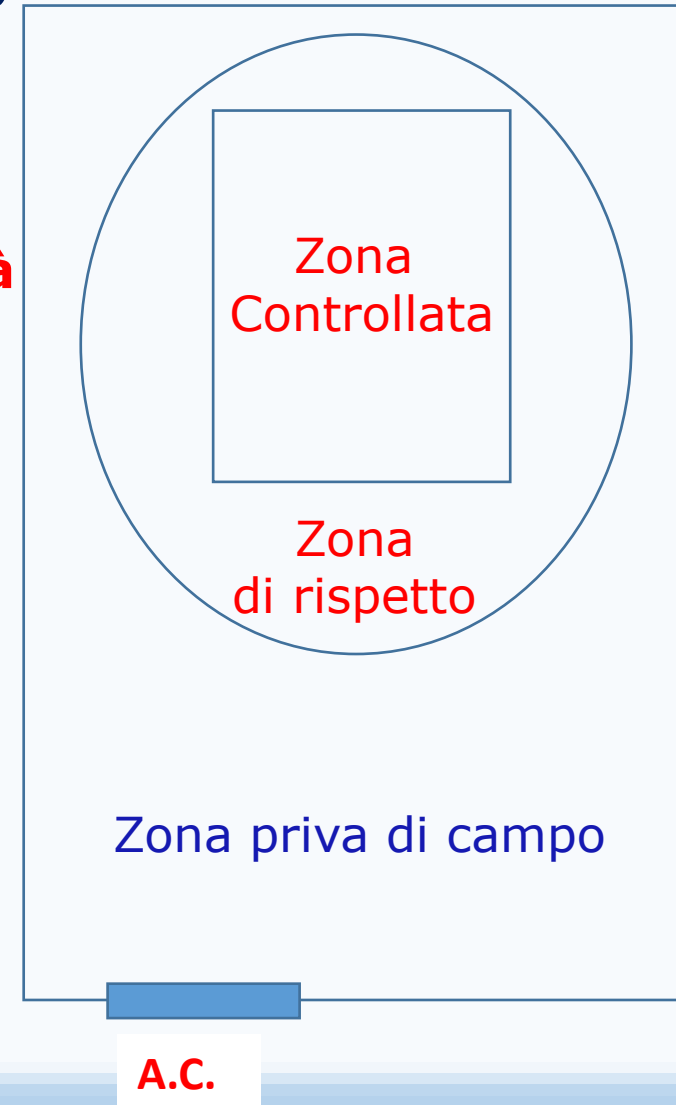 à
Zona
Controllata
Zona
di rispetto
Zona priva di campo
A.C.